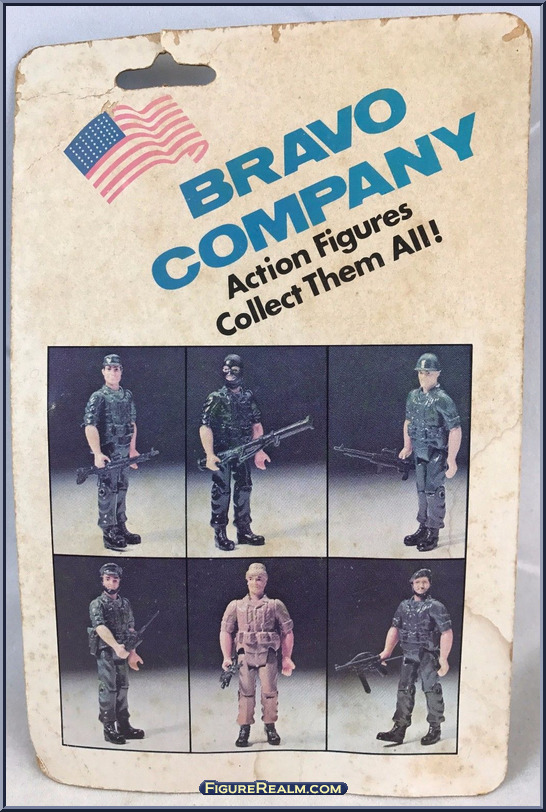 BRAVO
COMPANY
Action Figures
Collect Them All!
FIGUREREALM.COM